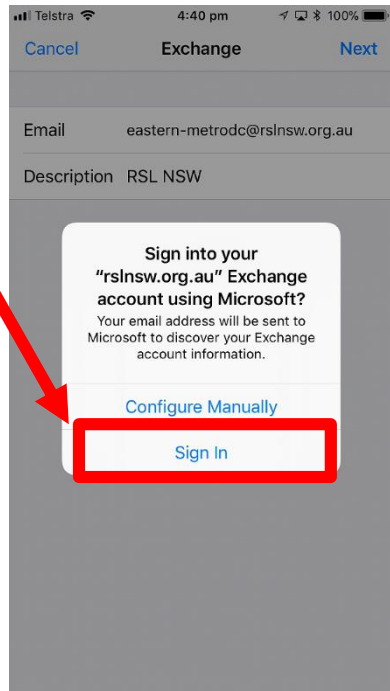 Telstra 4:40 pm 100%
Cancel Exchange Next
Email eastern-metrodc@rslnsw.org.au
Description RSL NSW
Sign into your
"rslnsw.org.au" Exchange
account using Microsoft?
Your email address will be sent to
Microsoft to discover your Exchange
account information.
Configure Manually
Sign In